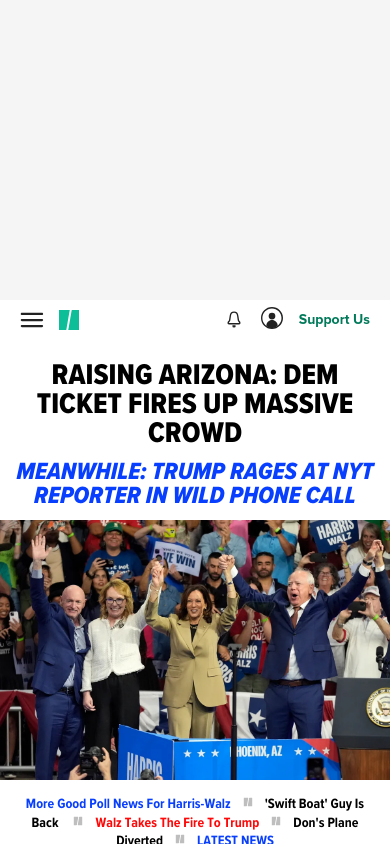 Support Us
RAISING ARIZONA: DEM
TICKET FIRES UP MASSIVE
CROWD
MEANWHILE: TRUMP RAGES AT NYT
REPORTER IN WILD PHONE CALL
HARRIS
WALZ
WE WIN
HARRIS
HOENIX, AZ
More Good Poll News For Harris-Walz
'Swift Boat' Guy Is
Back
Walz Takes The Fire To Trump
Don's Plane
Diverted
LATEST NEWS